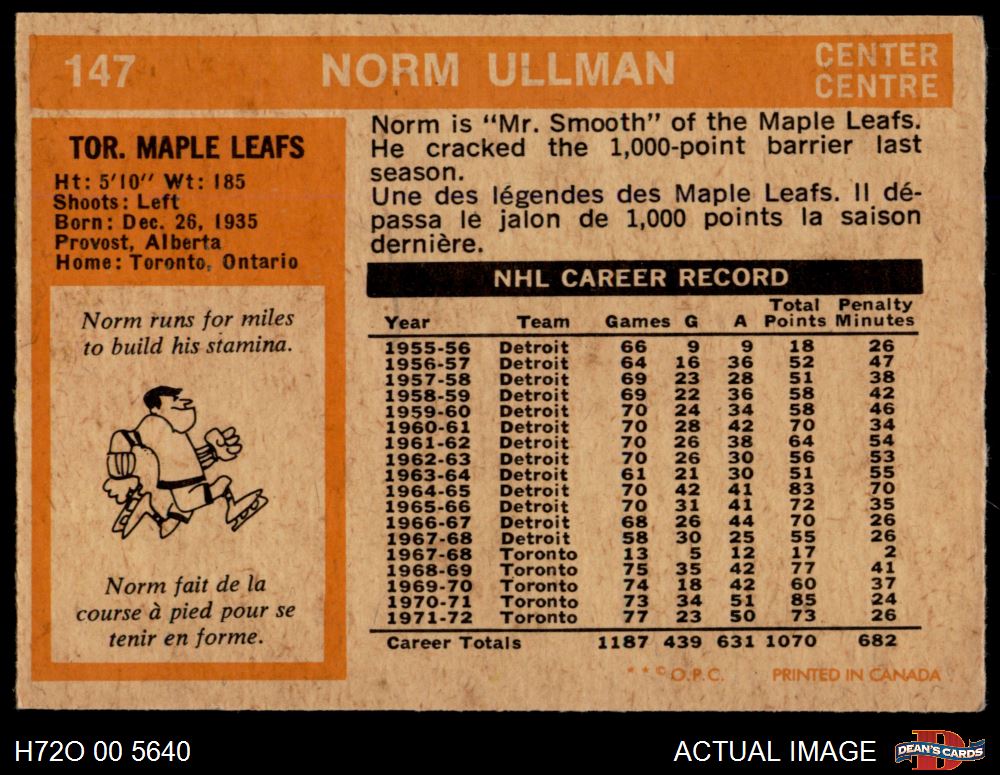 147 NORM ULLMAN CENTER
CENTRE
TOR. MAPLE LEAFS
Ht: 5'10" Wt: 185
Shoots: Left
Born: Dec. 26, 1935
Provost, Alberta
Home: Toronto, Ontario
Norm runs for miles
to build his stamina.
Norm fait de la
course à pied pour se
tenir en forme.
Norm is "Mr. Smooth" of the Maple Leafs.
He cracked the 1,000-point barrier last
season.
Une des légendes des Maple Leafs. Il dé-
passa le jalon de 1,000 points la saison
dernière.
NHL CAREER RECORD
Year Team Games G A Total Points Penalty Minutes
1955-56 Detroit 66 9 9 18 26
1956-57 Detroit 64 16 36 52 47
1957-58 Detroit 69 23 28 51 38
1958-59 Detroit 69 22 36 58 42
1959-60 Detroit 70 24 34 58 46
1960-61 Detroit 70 28 42 70 34
1961-62 Detroit 70 26 38 64 54
1962-63 Detroit 70 26 30 56 53
1963-64 Detroit 61 21 30 51 55
1964-65 Detroit 70 42 41 83 70
1965-66 Detroit 70 31 41 72 35
1966-67 Detroit 68 26 44 70 26
1967-68 Detroit 58 30 25 55 26
1967-68 Toronto 13 5 12 17 2
1968-69 Toronto 75 35 42 77 41
1969-70 Toronto 74 18 42 60 37
1970-71 Toronto 73 34 51 85 24
1971-72 Toronto 77 23 50 73 26
Career Totals 1187 439 631 1070 682
* * © O.P.C. PRINTED IN CANADA
H72O 00 5640 ACTUAL IMAGE DEAN'S CARDS